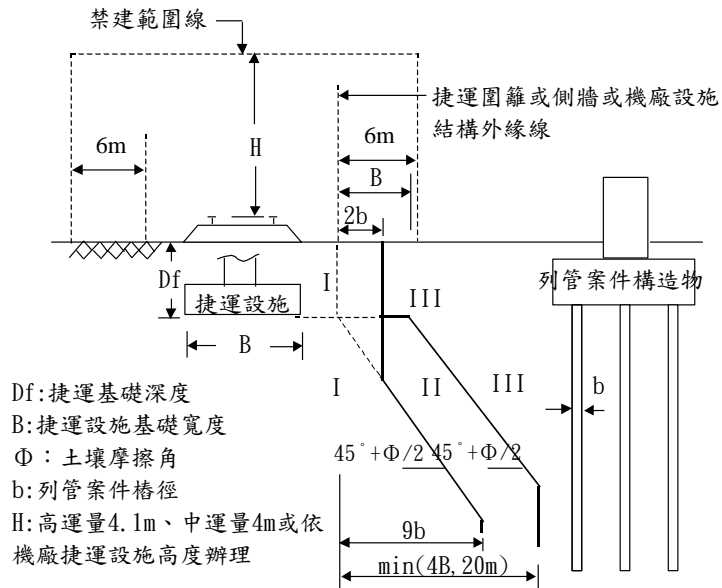 禁建範圍線
捷運圍籬或側牆或機廠設施
結構外緣線
6m
H
6m
B
2b
Df
I
III
捷運設施
列管案件構造物
B
I
II
III
b
Df:捷運基礎深度
B:捷運設施基礎寬度
Φ：土壤摩擦角
b:列管案件樁徑
H:高運量4.1m、中運量4m或依
機廠捷運設施高度辦理
45°+Φ/2 45°+Φ/2
9b
min(4B,20m)